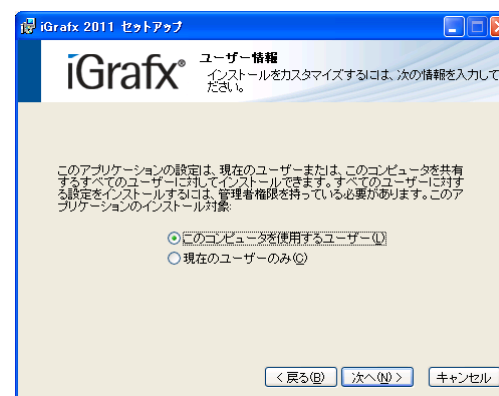 iGrafx 2011 セットアップ
iGrafx®
ユーザー情報
インストールをカスタマイズするには、次の情報を入力して
ださい。
このアプリケーションの設定は、現在のユーザーまたは、このコンピュータを共有
するすべてのユーザーに対してインストールできます。すべてのユーザーに対す
る設定をインストールするには、管理者権限を持っている必要があります。このア
プリケーションのインストール対象:
このコンピュータを使用するユーザー(L)
現在のユーザーのみ(C)
< 戻る(B) 次へ(N) > キャンセル